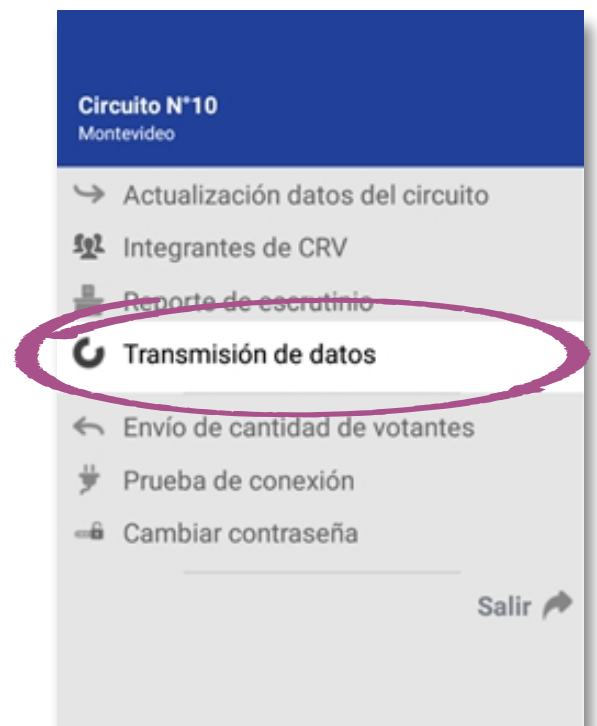 Circuito N°10
Montevideo
Actualización datos del circuito
Integrantes de CRV
Reporte de escrutinio
Transmisión de datos
Envío de cantidad de votantes
Prueba de conexión
Cambiar contraseña
Salir